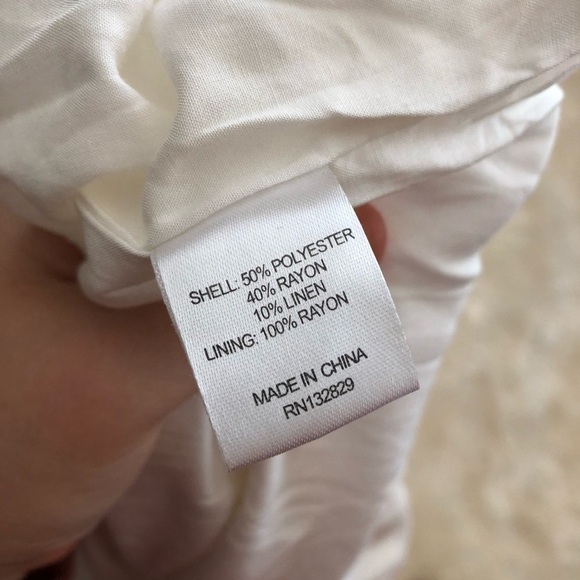 SHELL: 50% POLYESTER
40% RAYON
10% LINEN
LINING: 100% RAYON
MADE IN CHINA
RN132829